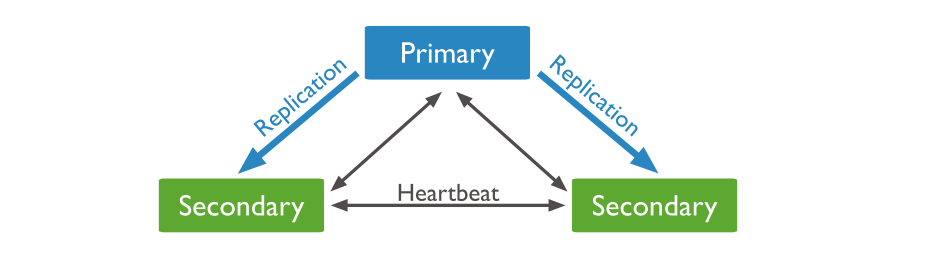 Primary
Replication
Replication
Heartbeat
Secondary
Secondary